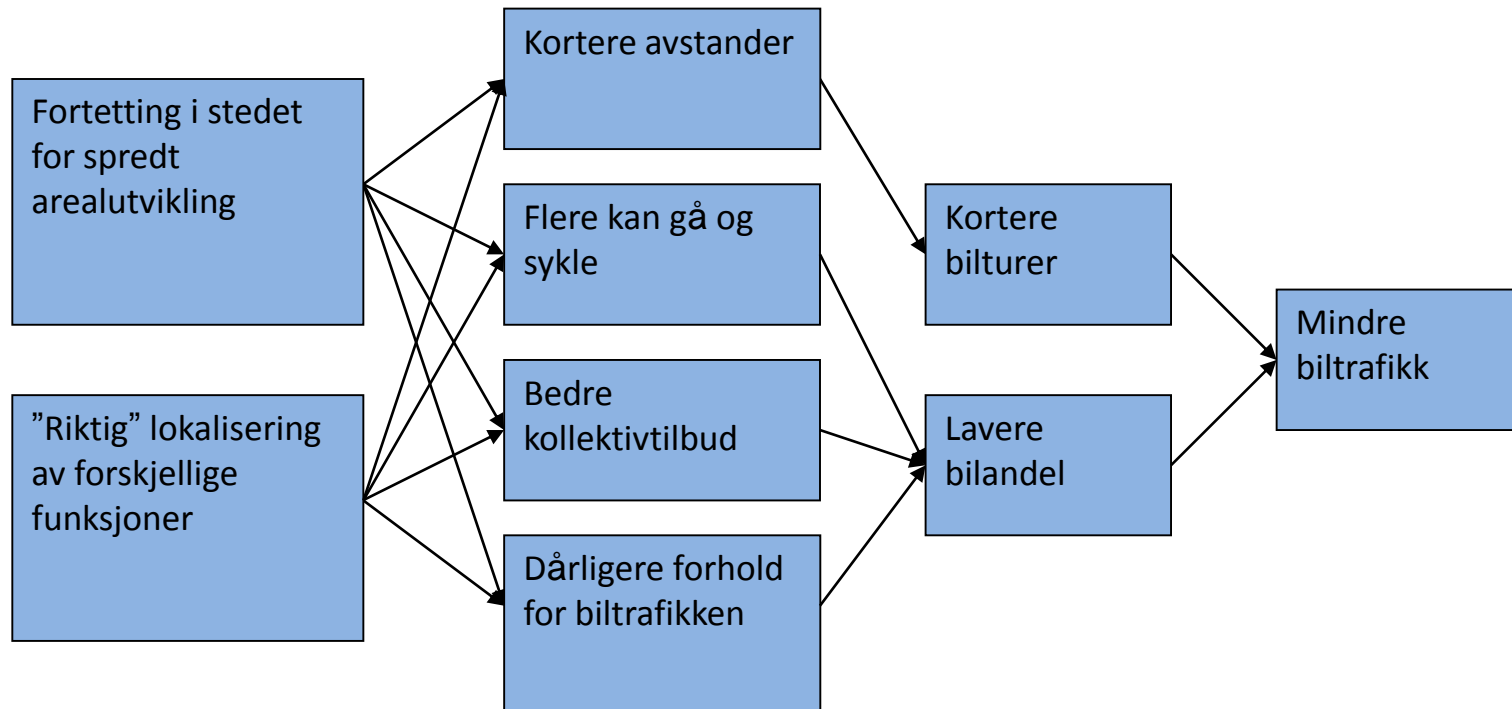 Fortetting i stedet
for spredt
arealutvikling
”Riktig” lokalisering
av forskjellige
funksjoner
Kortere avstander
Flere kan gå og
sykle
Bedre
kollektivtilbud
Dårligere forhold
for biltrafikken
Kortere
bilturer
Lavere
bilandel
Mindre
biltrafikk